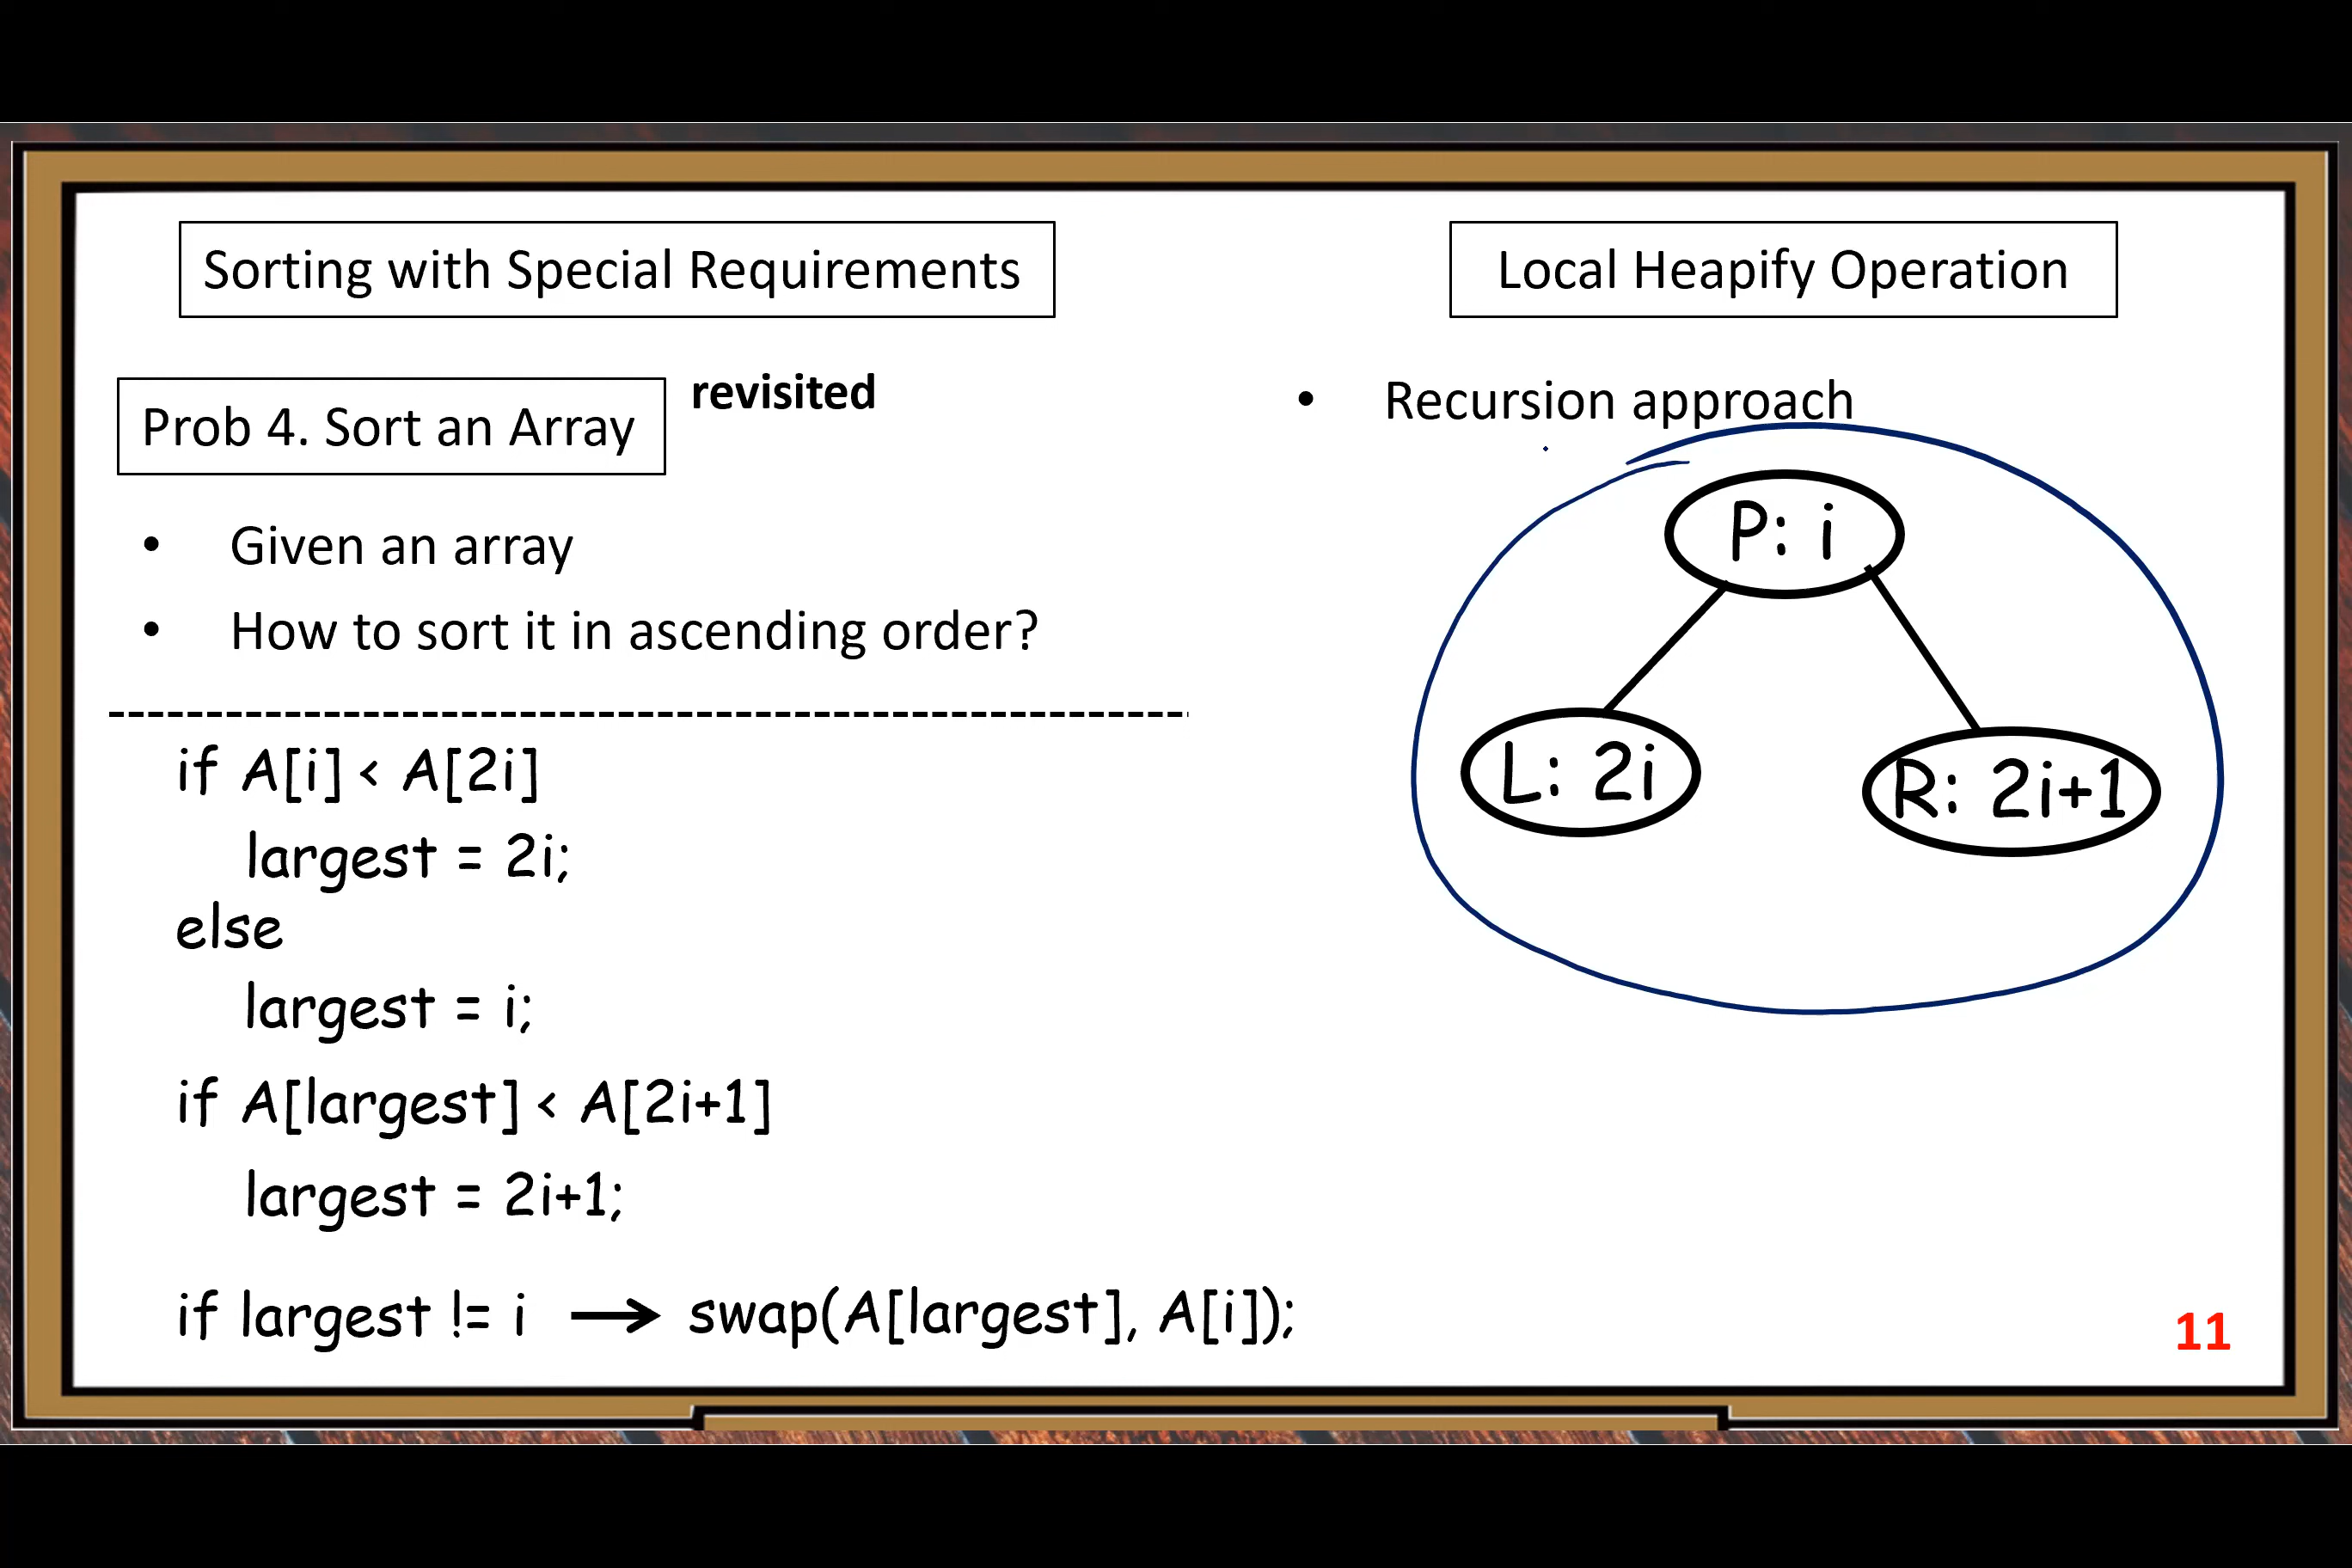 Sorting with Special Requirements
Prob 4. Sort an Array
revisited
• Given an array
• How to sort it in ascending order?
if A[i] < A[2i]
largest = 2i;
else
largest = i;
if A[largest] < A[2i+1]
largest = 2i+1;
if largest != i → swap(A[largest], A[i]);
Local Heapify Operation
• Recursion approach
P: i
L: 2i
R: 2i+1
11